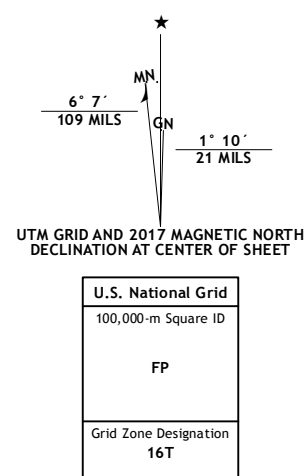 ★
MN.
6° 7´
109 MILS
GN
1° 10´
21 MILS
UTM GRID AND 2017 MAGNETIC NORTH
DECLINATION AT CENTER OF SHEET
U.S. National Grid
100,000-m Square ID
FP
Grid Zone Designation
16T